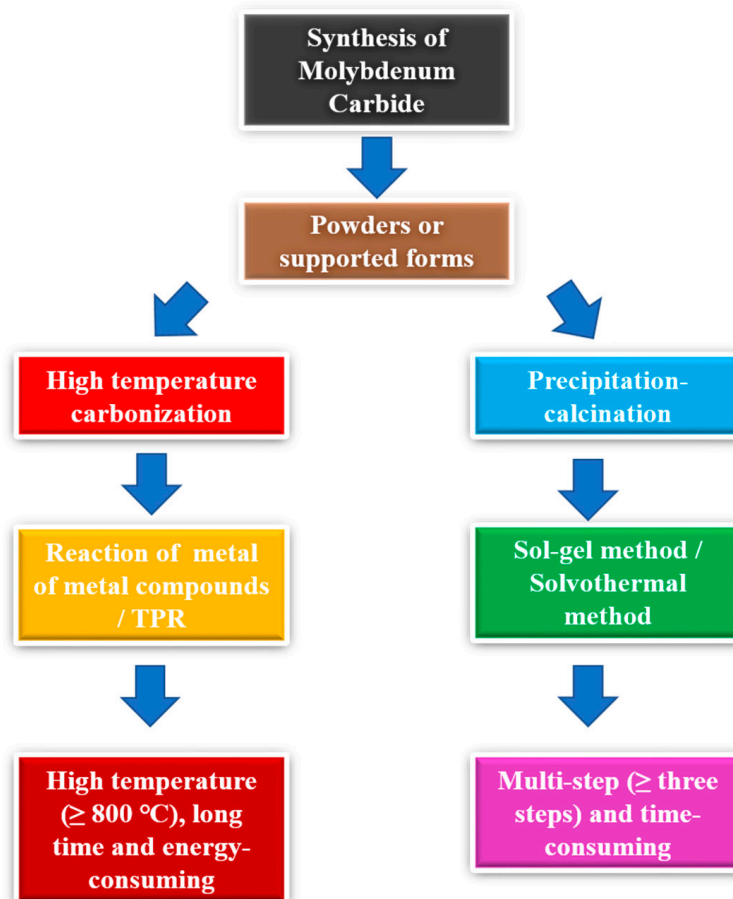 Synthesis of
Molybdenum
Carbide
Powders or
supported forms
High temperature
carbonization
Precipitation-
calcination
Reaction of metal
of metal compounds
/ TPR
Sol-gel method /
Solvothermal
method
High temperature
(≥ 800 °C), long
time and energy-
consuming
Multi-step (≥ three
steps) and time-
consuming